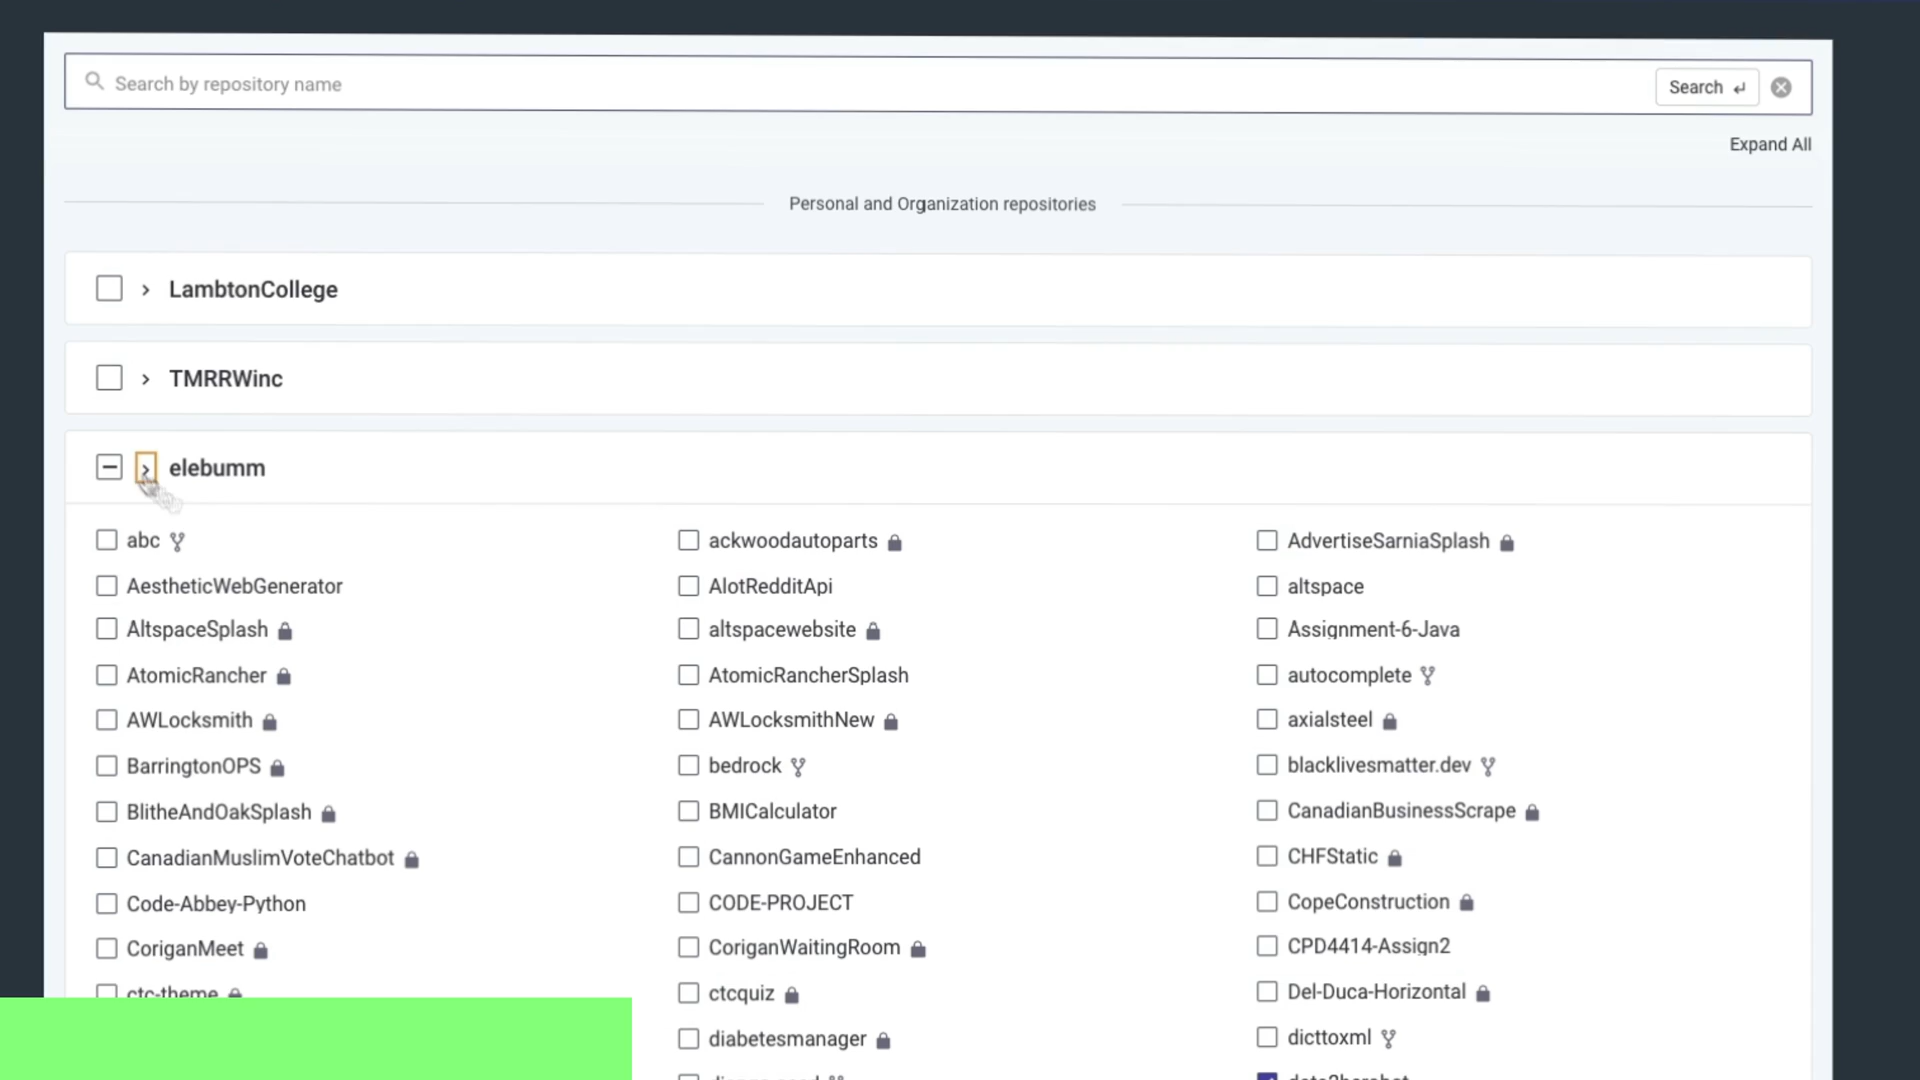 Search by repository name
Search ↵
Expand All
Personal and Organization repositories
LambtonCollege
TMRRWinc
elebumm
abc
ackwoodautoparts
AdvertiseSarniaSplash
AestheticWebGenerator
AlotRedditApi
altspace
AltspaceSplash
altspacewebsite
Assignment-6-Java
AtomicRancher
AtomicRancherSplash
autocomplete
AWLocksmith
AWLocksmithNew
axialsteel
BarringtonOPS
bedrock
blacklivesmatter.dev
BlitheAndOakSplash
BMICalculator
CanadianBusinessScrape
CanadianMuslimVoteChatbot
CannonGameEnhanced
CHFStatic
Code-Abbey-Python
CODE-PROJECT
CopeConstruction
CoriganMeet
CoriganWaitingRoom
CPD4414-Assign2
ctc-theme
ctcquiz
Del-Duca-Horizontal
diabetesmanager
dicttoxml